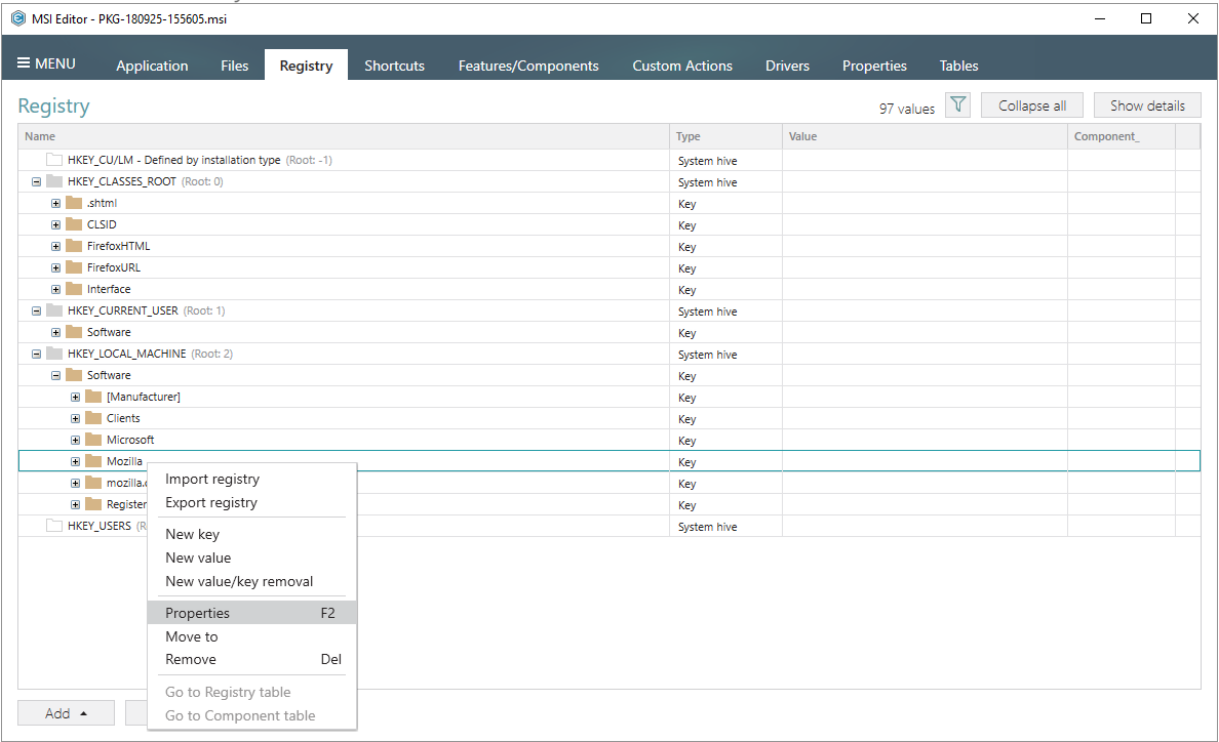 MSI Editor - PKG-180925-155605.msi
MENU Application Files Registry Shortcuts Features/Components Custom Actions Drivers Properties Tables
Registry 97 values Collapse all Show details
Name Type Value Component_
HKEY_CU/LM - Defined by installation type (Root: -1) System hive
HKEY_CLASSES_ROOT (Root: 0) System hive
.shtml Key
CLSID Key
FirefoxHTML Key
FirefoxURL Key
Interface Key
HKEY_CURRENT_USER (Root: 1) System hive
Software Key
HKEY_LOCAL_MACHINE (Root: 2) System hive
Software Key
[Manufacturer] Key
Clients Key
Microsoft Key
Mozilla Key
mozilla. Key
Register Key
HKEY_USERS (R System hive
Import registry
Export registry
New key
New value
New value/key removal
Properties F2
Move to
Remove Del
Go to Registry table
Go to Component table
Add